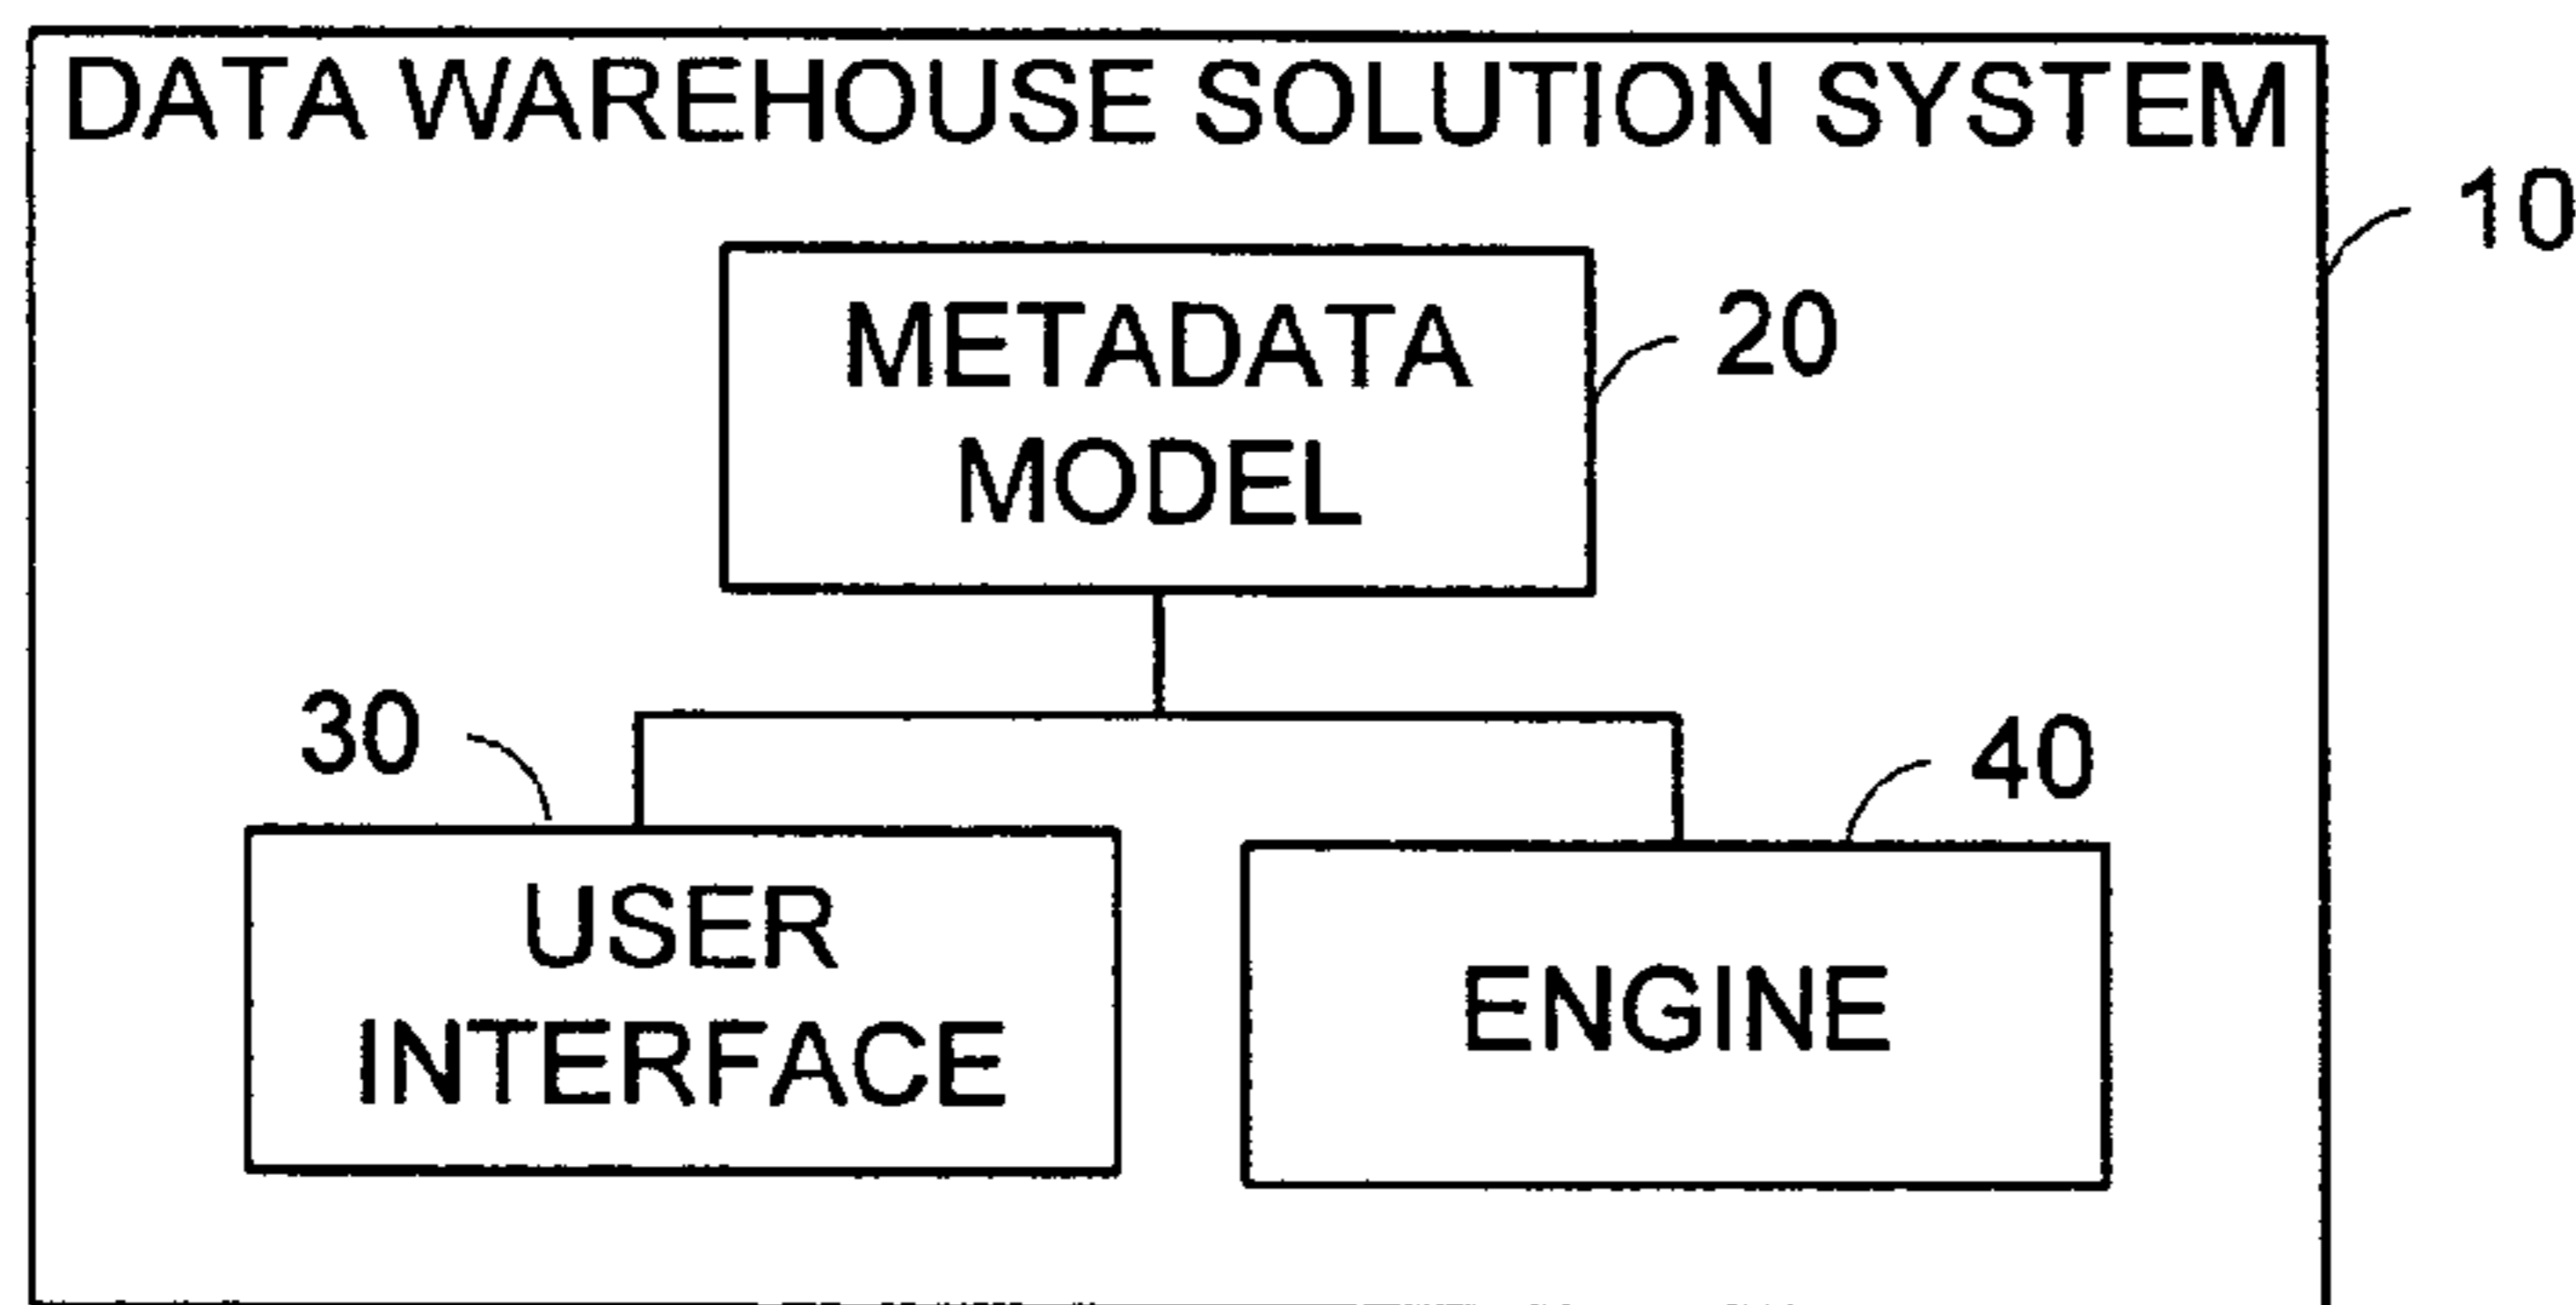 DATA WAREHOUSE SOLUTION SYSTEM
10
METADATA
MODEL
20
30
USER
INTERFACE
40
ENGINE